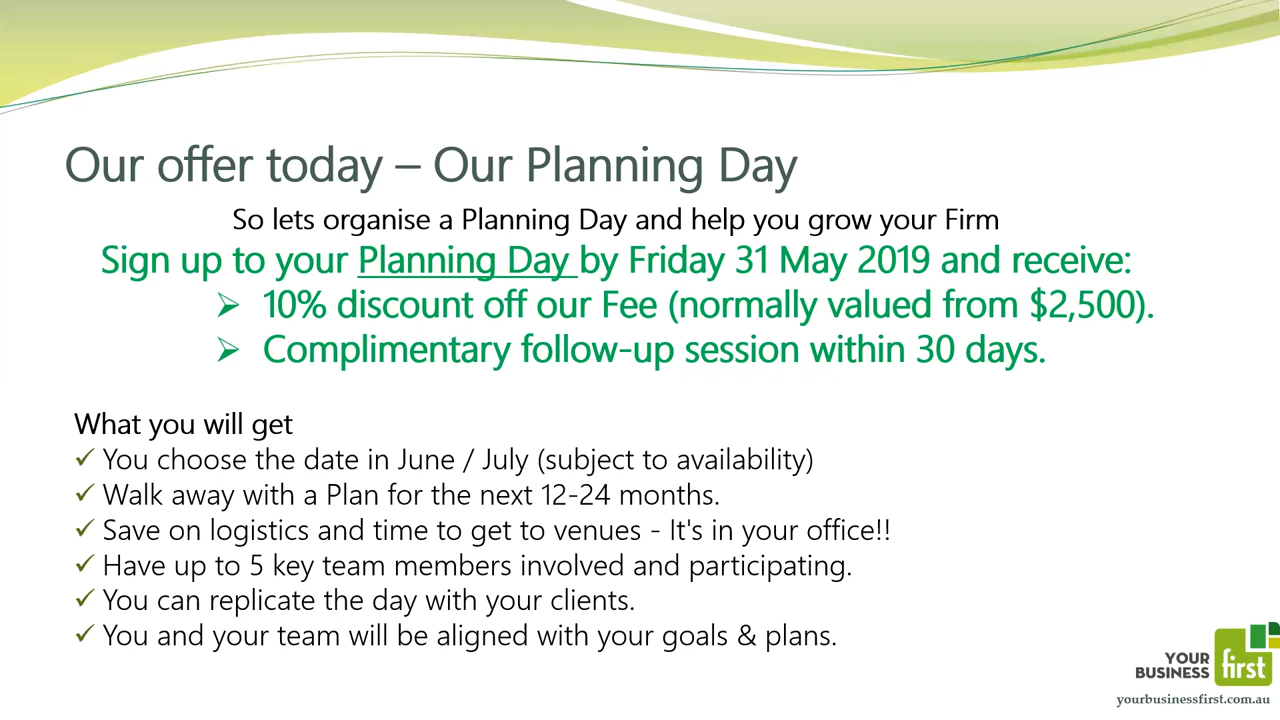 Our offer today – Our Planning Day
So lets organise a Planning Day and help you grow your Firm
Sign up to your Planning Day by Friday 31 May 2019 and receive:
➢ 10% discount off our Fee (normally valued from $2,500).
➢ Complimentary follow-up session within 30 days.
What you will get
✓ You choose the date in June / July (subject to availability)
✓ Walk away with a Plan for the next 12-24 months.
✓ Save on logistics and time to get to venues - It's in your office!!
✓ Have up to 5 key team members involved and participating.
✓ You can replicate the day with your clients.
✓ You and your team will be aligned with your goals & plans.
YOUR
BUSINESS first
yourbusinessfirst.com.au